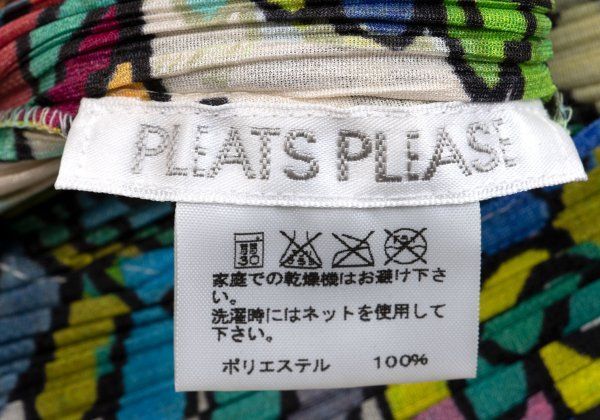 PLEATS PLEASE
30
家庭での乾燥機はお避け下さ
い。
洗濯時にはネットを使用して
下さい。
ポリエステル 100%